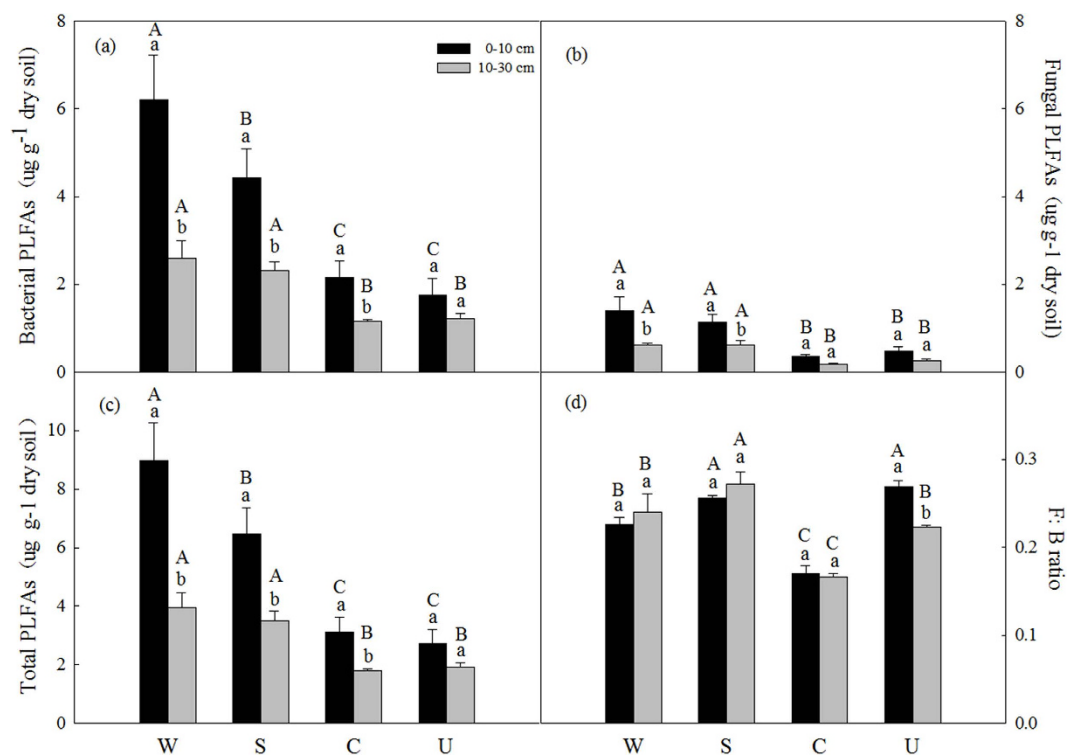 Bacterial PLFAs (ug g-1 dry soil)
8
6
4
2
0
(a)
0-10 cm
10-30 cm
A
a
A
b
B
a
A
b
C
a
B
b
C
a
B
a
(b)
A
a
A
b
A
a
A
b
B
a
B
a
B
a
B
a
8
6
4
2
0
Fungal PLFAs (ug g-1 dry soil)
Total PLFAs (ug g-1 dry soil)
10
8
6
4
2
0
(c)
A
a
A
b
B
a
A
b
C
a
B
b
C
a
B
a
W
S
C
U
(d)
B
a
B
a
A
a
A
a
C
a
C
a
A
a
B
b
0.3
0.2
0.1
0.0
F: B ratio
W
S
C
U